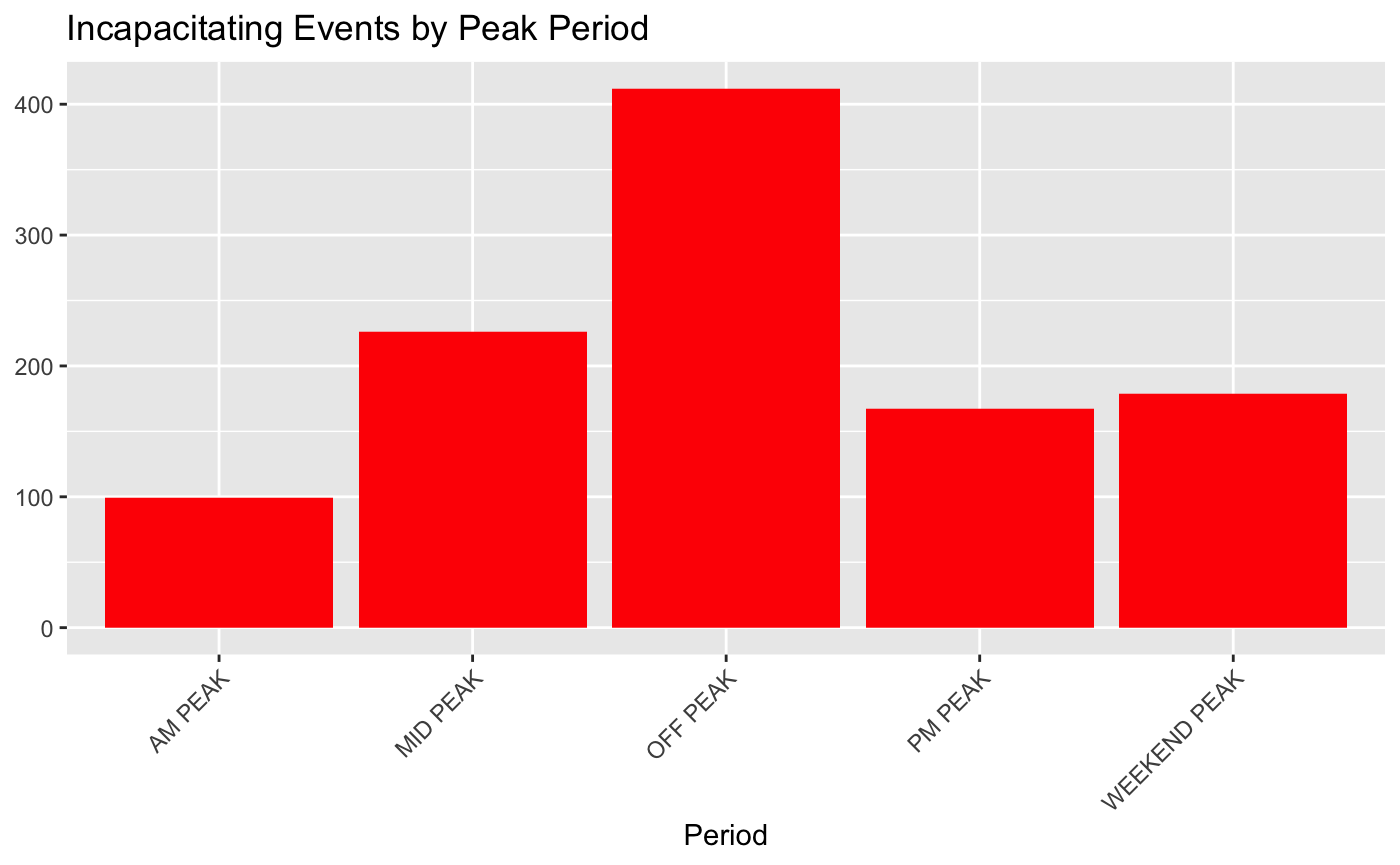 Incapacitating Events by Peak Period
400
300
200
100
0
AM PEAK
MID PEAK
OFF PEAK
PM PEAK
WEEKEND PEAK
Period